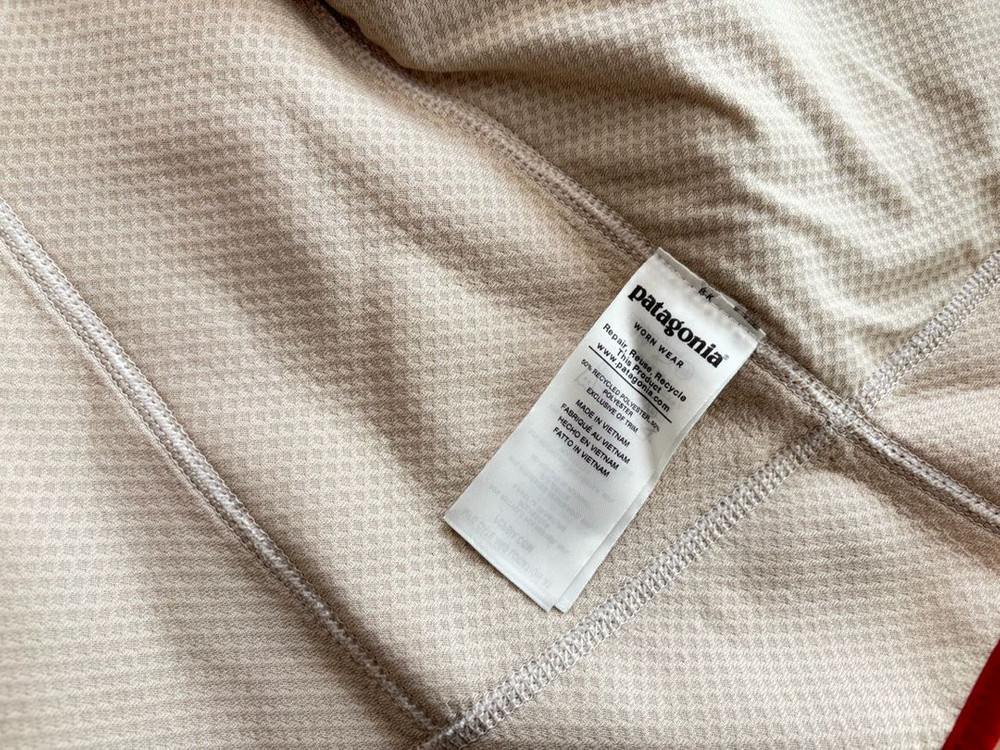 patagonia®
WORN WEAR
Repair, Reuse, Recycle
This Product
www.patagonia.com
50% RECYCLED POLYESTER, 50%
POLYESTER
EXCLUSIVE OF TRIM
MADE IN VIETNAM
FABRIQUÉ AU VIETNAM
HECHO EN VIETNAM
FATTO IN VIETNAM